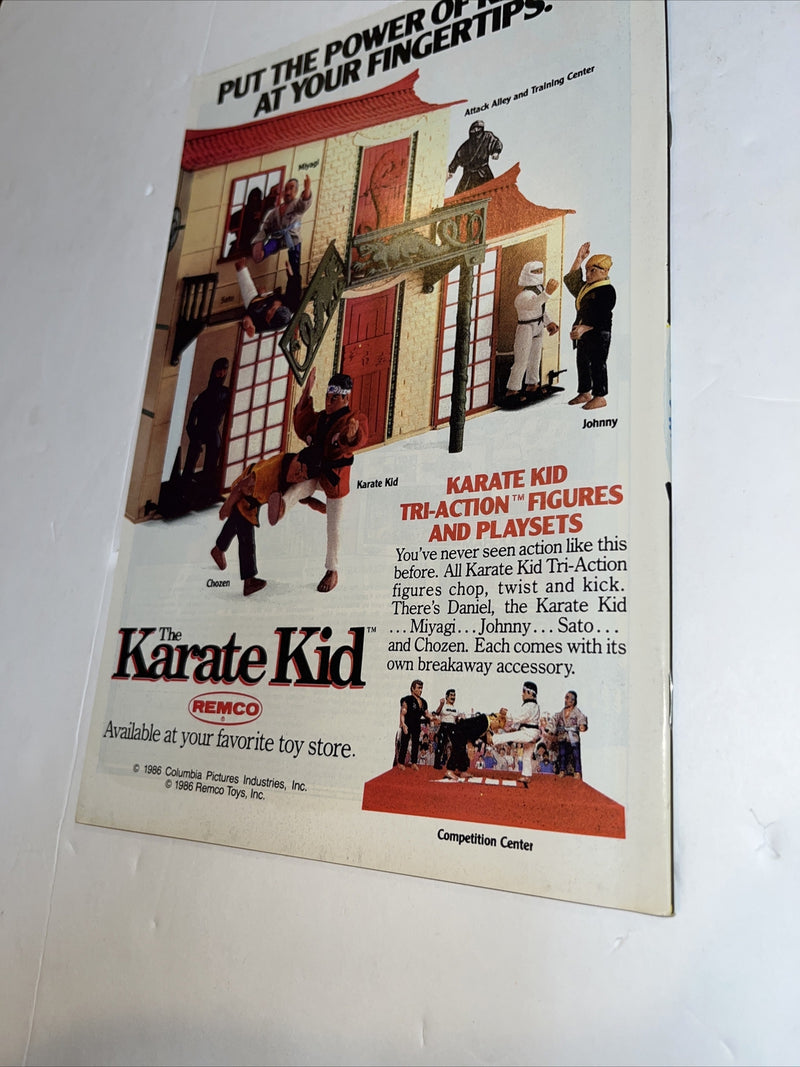 PUT THE POWER OF
AT YOUR FINGERTIPS.
Attack Alley and Training Center
Miyagi
Sato
Johnny
Karate Kid
Chozen
KARATE KID
TRI-ACTION™ FIGURES
AND PLAYSETS
You've never seen action like this
before. All Karate Kid Tri-Action
figures chop, twist and kick.
There's Daniel, the Karate Kid
...Miyagi...Johnny...Sato...
and Chozen. Each comes with its
own breakaway accessory.
The
Karate Kid™
REMCO
®
Available at your favorite toy store.
© 1986 Columbia Pictures Industries, Inc.
© 1986 Remco Toys, Inc.
Competition Center